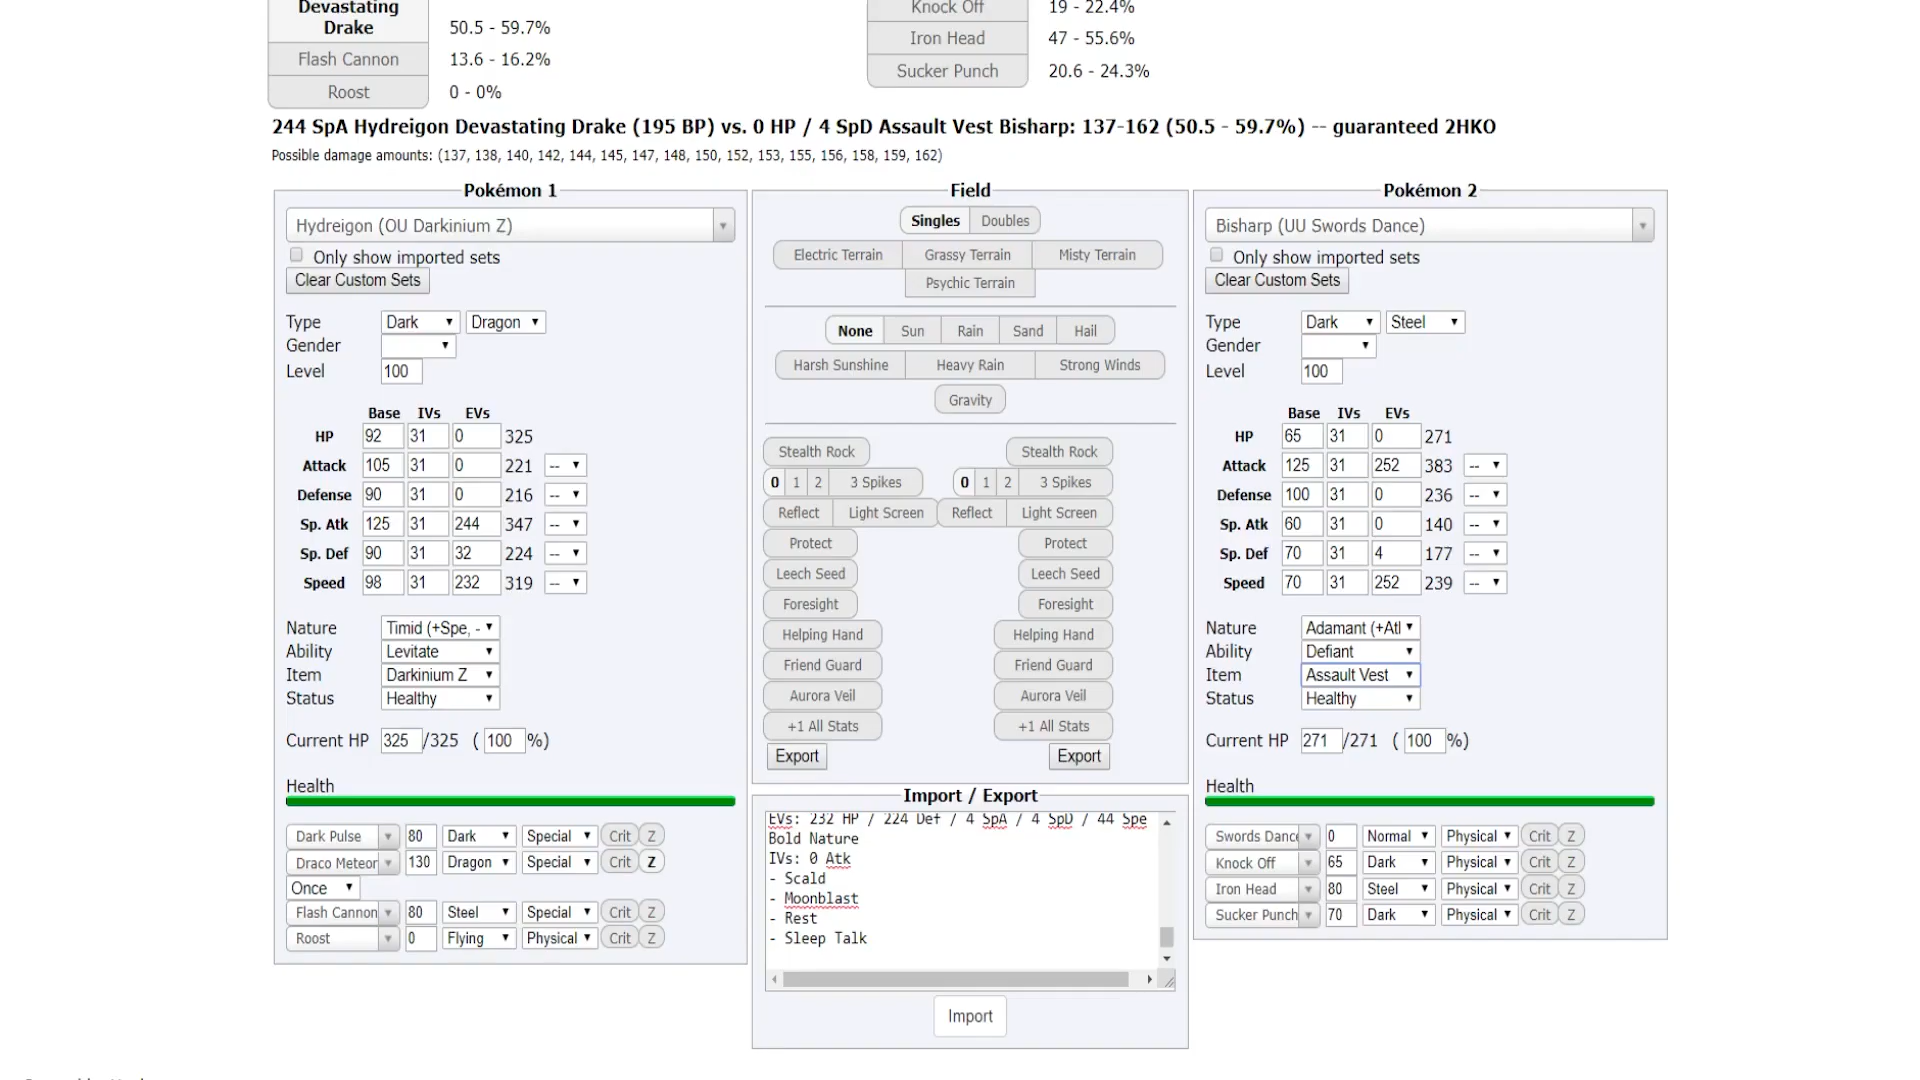 Devastating
Drake
50.5 - 59.7%
Flash Cannon
13.6 - 16.2%
Roost
0 - 0%
Knock Off
19 - 22.4%
Iron Head
47 - 55.6%
Sucker Punch
20.6 - 24.3%
244 SpA Hydreigon Devastating Drake (195 BP) vs. 0 HP / 4 SpD Assault Vest Bisharp: 137-162 (50.5 - 59.7%) -- guaranteed 2HKO
Possible damage amounts: (137, 138, 140, 142, 144, 145, 147, 148, 150, 152, 153, 155, 156, 158, 159, 162)
Pokémon 1
Hydreigon (OU Darkinium Z)
Only show imported sets
Clear Custom Sets
Type Dark Dragon
Gender
Level 100
Base IVs EVs
HP 92 31 0 325
Attack 105 31 0 221 --
Defense 90 31 0 216 --
Sp. Atk 125 31 244 347 --
Sp. Def 90 31 32 224 --
Speed 98 31 232 319 --
Nature Timid (+Spe, -
Ability Levitate
Item Darkinium Z
Status Healthy
Current HP 325 /325 ( 100 %)
Health
Dark Pulse 80 Dark Special Crit Z
Draco Meteor 130 Dragon Special Crit Z
Once
Flash Cannon 80 Steel Special Crit Z
Roost 0 Flying Physical Crit Z
Field
Singles Doubles
Electric Terrain Grassy Terrain Misty Terrain
Psychic Terrain
None Sun Rain Sand Hail
Harsh Sunshine Heavy Rain Strong Winds
Gravity
Stealth Rock Stealth Rock
0 1 2 3 Spikes 0 1 2 3 Spikes
Reflect Light Screen Reflect Light Screen
Protect Protect
Leech Seed Leech Seed
Foresight Foresight
Helping Hand Helping Hand
Friend Guard Friend Guard
Aurora Veil Aurora Veil
+1 All Stats +1 All Stats
Export Export
Import / Export
EVs: 232 HP / 224 Def / 4 SpA / 4 SpD / 44 Spe
Bold Nature
IVs: 0 Atk
- Scald
- Moonblast
- Rest
- Sleep Talk
Import
Pokémon 2
Bisharp (UU Swords Dance)
Only show imported sets
Clear Custom Sets
Type Dark Steel
Gender
Level 100
Base IVs EVs
HP 65 31 0 271
Attack 125 31 252 383 --
Defense 100 31 0 236 --
Sp. Atk 60 31 0 140 --
Sp. Def 70 31 4 177 --
Speed 70 31 252 239 --
Nature Adamant (+Atl
Ability Defiant
Item Assault Vest
Status Healthy
Current HP 271 /271 ( 100 %)
Health
Swords Danc 0 Normal Physical Crit Z
Knock Off 65 Dark Physical Crit Z
Iron Head 80 Steel Physical Crit Z
Sucker Punch 70 Dark Physical Crit Z